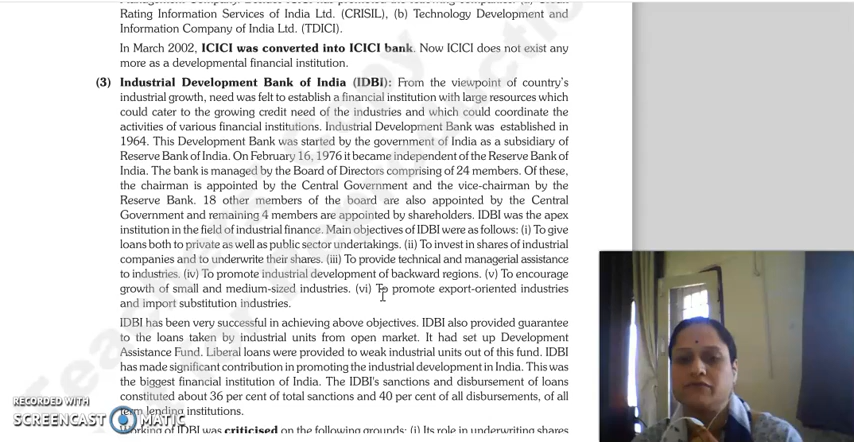 Rating Information Services of India Ltd. (CRISIL), (b) Technology Development and
Information Company of India Ltd. (TDICI).
In March 2002, ICICI was converted into ICICI bank. Now ICICI does not exist any
more as a developmental financial institution.
(3) Industrial Development Bank of India (IDBI): From the viewpoint of country's
industrial growth, need was felt to establish a financial institution with large resources which
could cater to the growing credit need of the industries and which could coordinate the
activities of various financial institutions. Industrial Development Bank was established in
1964. This Development Bank was started by the government of India as a subsidiary of
Reserve Bank of India. On February 16, 1976 it became independent of the Reserve Bank of
India. The bank is managed by the Board of Directors comprising of 24 members. Of these,
the chairman is appointed by the Central Government and the vice-chairman by the
Reserve Bank. 18 other members of the board are also appointed by the Central
Government and remaining 4 members are appointed by shareholders. IDBI was the apex
institution in the field of industrial finance. Main objectives of IDBI were as follows: (i) To give
loans both to private as well as public sector undertakings. (ii) To invest in shares of industrial
companies and to underwrite their shares. (iii) To provide technical and managerial assistance
to industries. (iv) To promote industrial development of backward regions. (v) To encourage
growth of small and medium-sized industries. (vi) To promote export-oriented industries
and import substitution industries.
IDBI has been very successful in achieving above objectives. IDBI also provided guarantee
to the loans taken by industrial units from open market. It had set up Development
Assistance Fund. Liberal loans were provided to weak industrial units out of this fund. IDBI
has made significant contribution in promoting the industrial development in India. This was
the biggest financial institution of India. The IDBI's sanctions and disbursement of loans
constituted about 36 per cent of total sanctions and 40 per cent of all disbursements, of all
term lending institutions.
Working of IDBI was criticised on the following grounds: (i) Its role in underwriting shares
RECORDED WITH
SCREENCAST MATIC